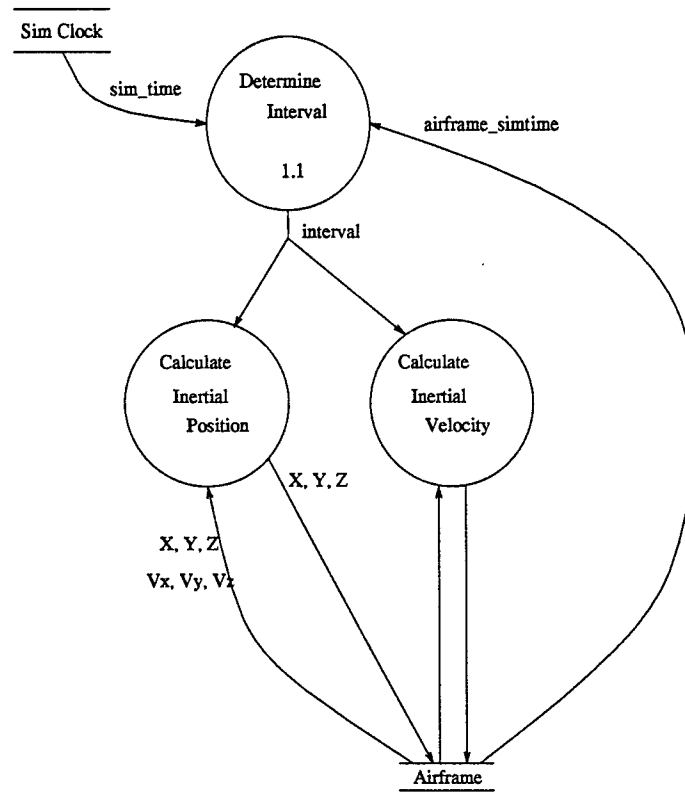 Sim Clock
sim_time
Determine
Interval
1.1
airframe_simtime
interval
Calculate
Inertial
Position
Calculate
Inertial
Velocity
X, Y, Z
X, Y, Z
Vx, Vy, Vz
Airframe